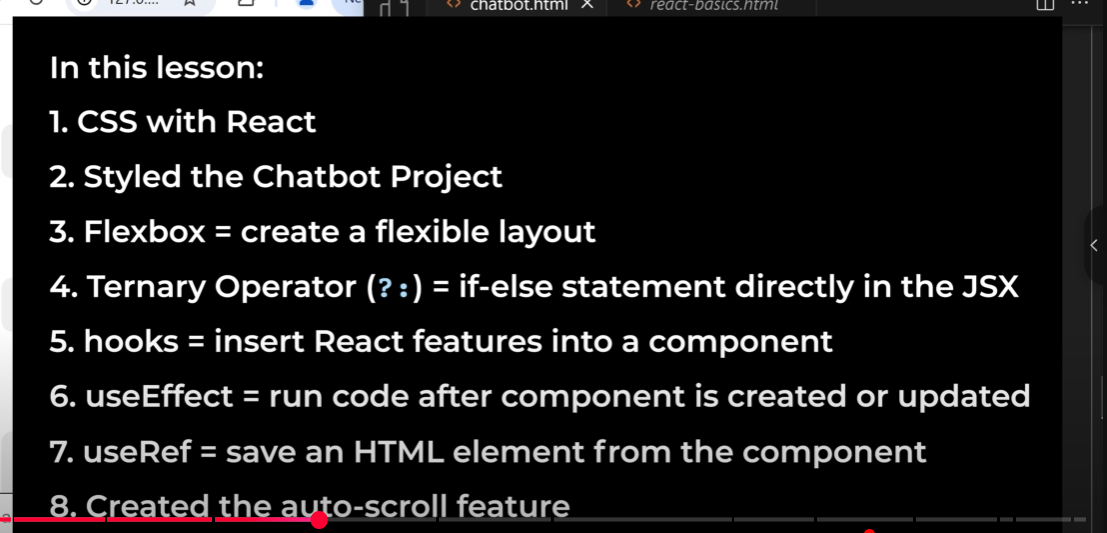 chatbot.html
react-basics.html
In this lesson:
1. CSS with React
2. Styled the Chatbot Project
3. Flexbox = create a flexible layout
4. Ternary Operator (?:) = if-else statement directly in the JSX
5. hooks = insert React features into a component
6. useEffect = run code after component is created or updated
7. useRef = save an HTML element from the component
8. Created the auto-scroll feature